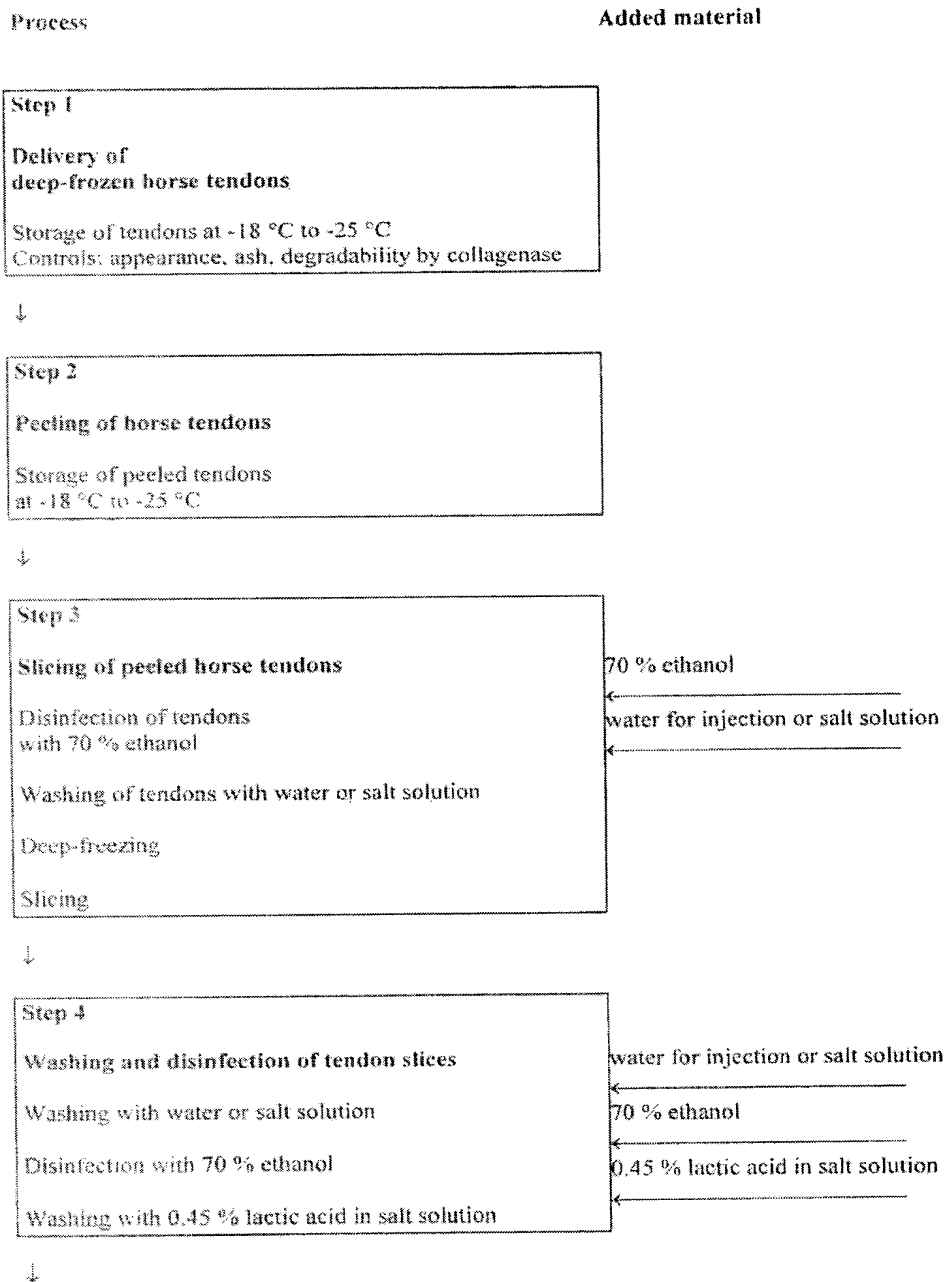 Process Added material
Step 1
Delivery of
deep-frozen horse tendons
Storage of tendons at -18 °C to -25 °C
Controls: appearance, ash, degradability by collagenase
↓
Step 2
Peeling of horse tendons
Storage of peeled tendons
at -18 °C to -25 °C
↓
Step 3
Slicing of peeled horse tendons
70 % ethanol
Disinfection of tendons
with 70 % ethanol
water for injection or salt solution
Washing of tendons with water or salt solution
Deep-freezing
Slicing
↓
Step 4
Washing and disinfection of tendon slices
water for injection or salt solution
Washing with water or salt solution
70 % ethanol
Disinfection with 70 % ethanol
0.45 % lactic acid in salt solution
Washing with 0.45 % lactic acid in salt solution
↓